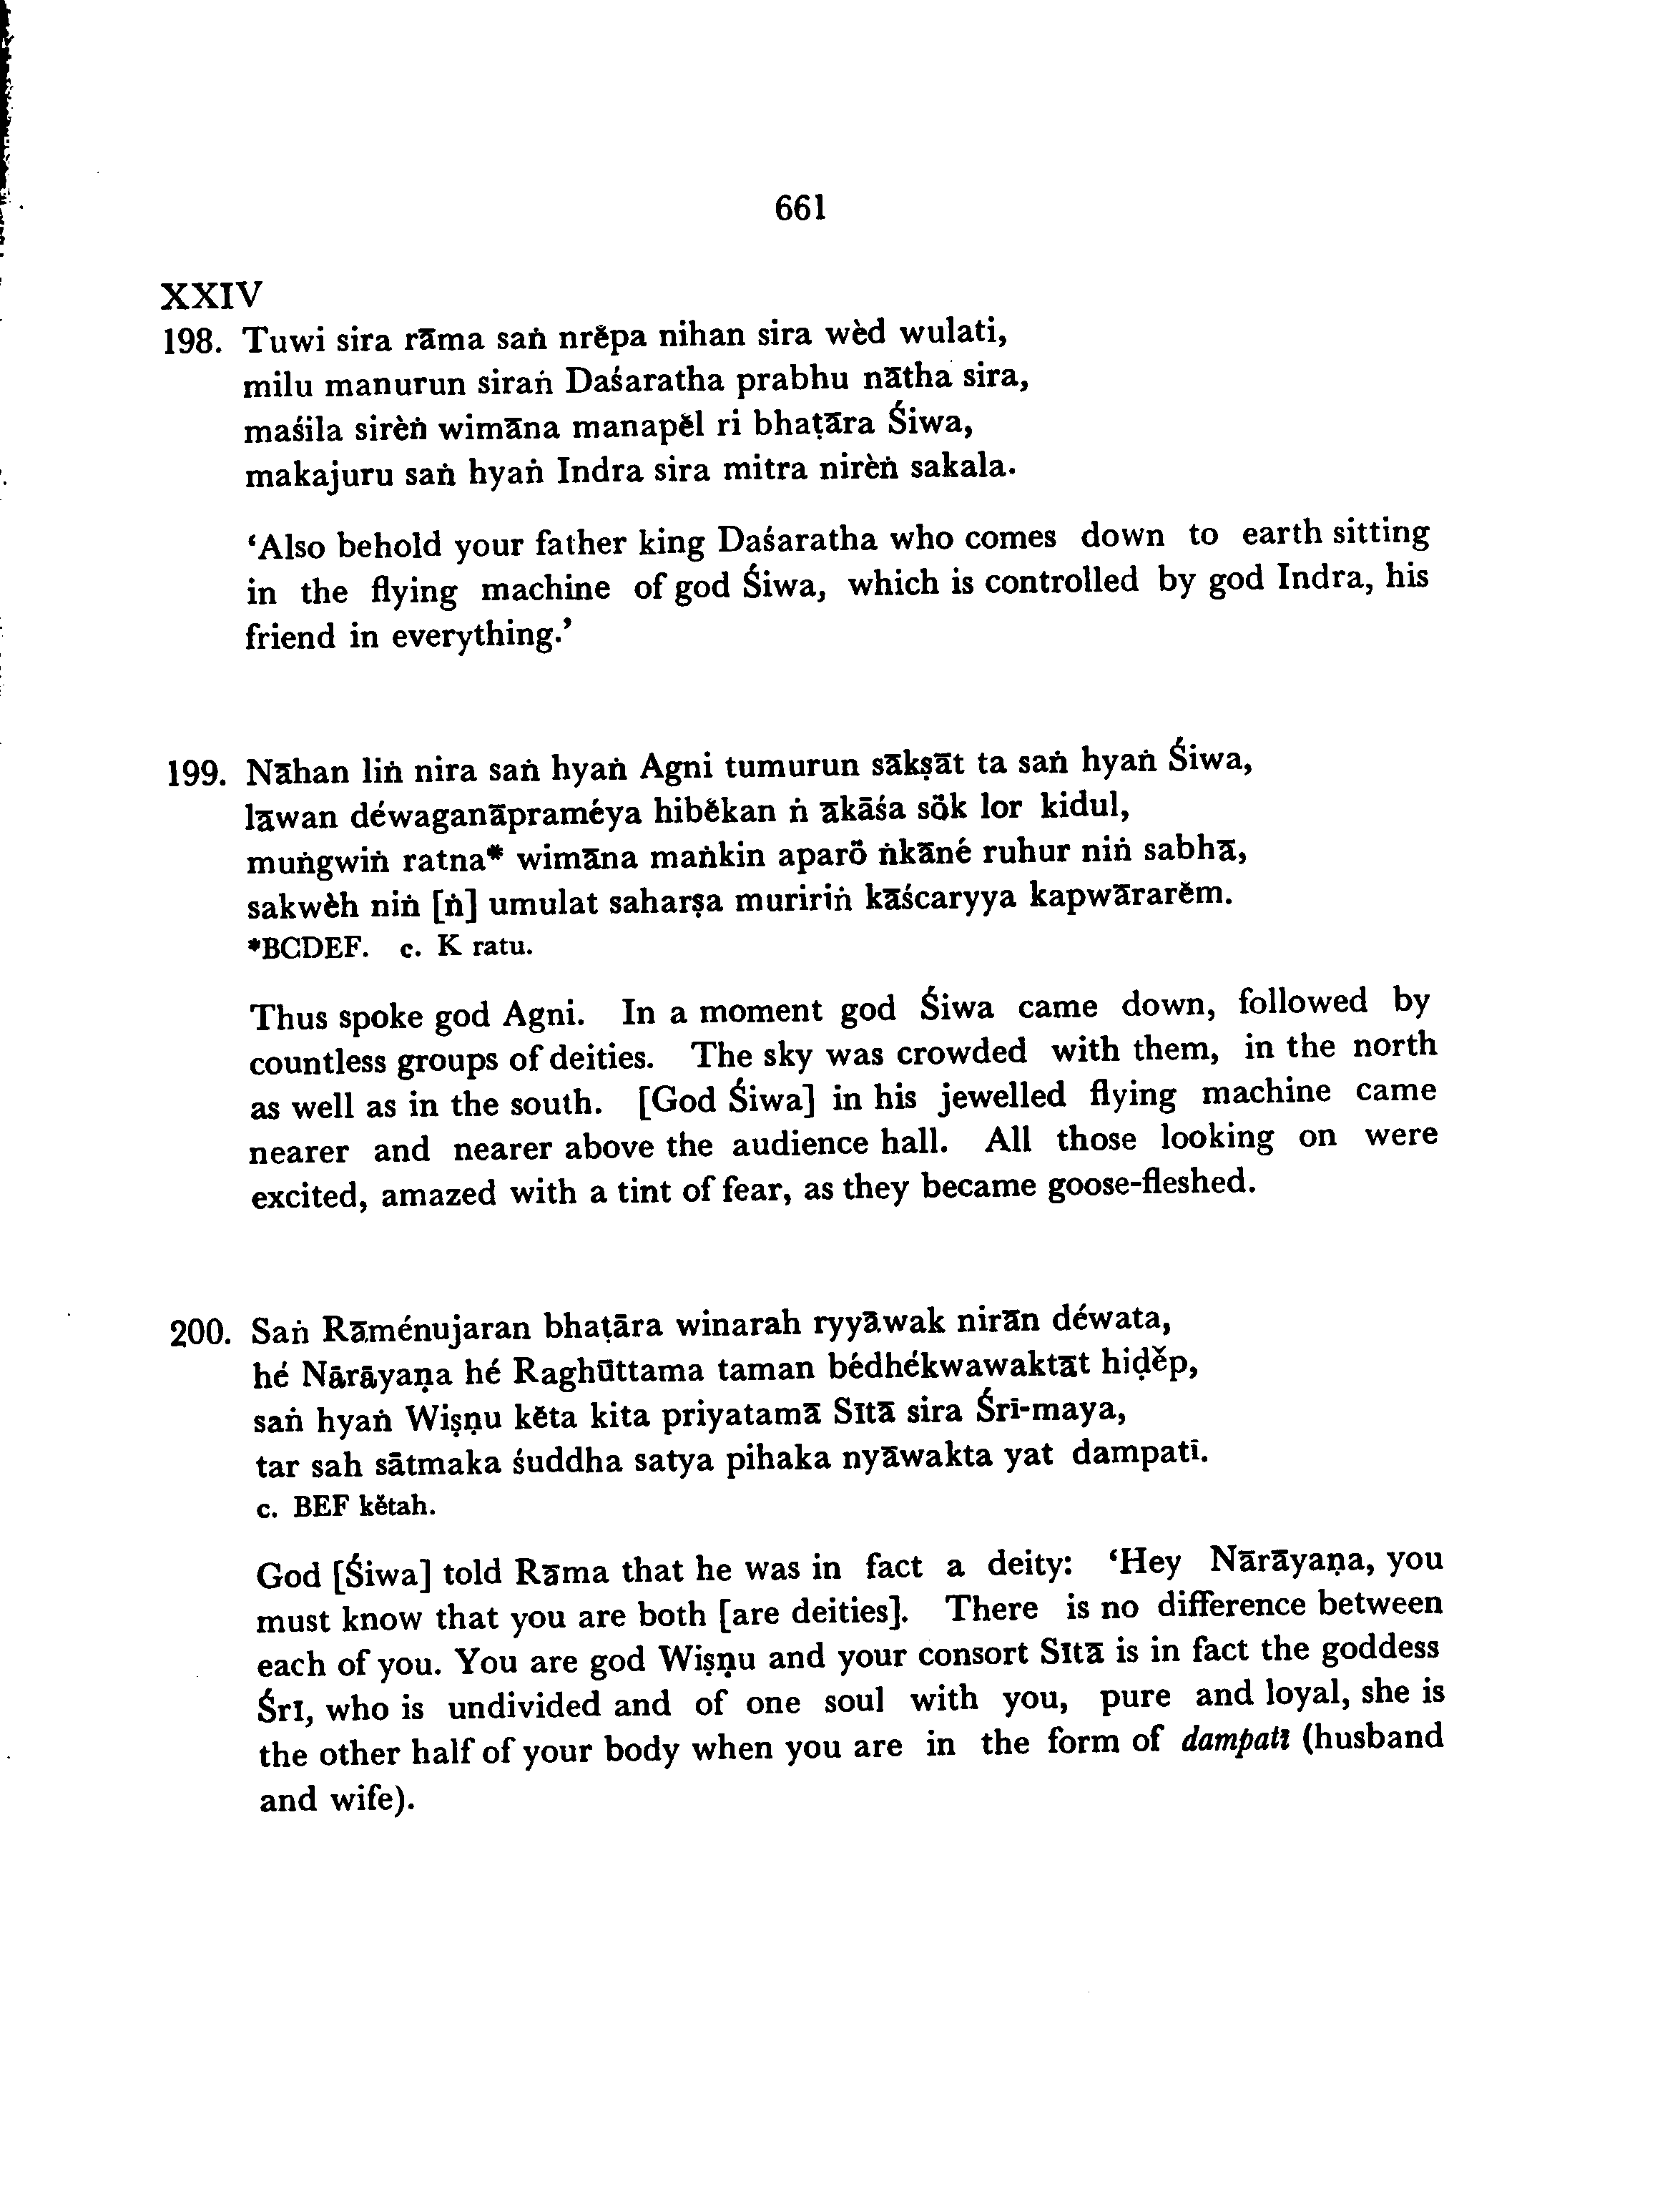 661
XXIV
198. Tuwi sira rāma saṅ nrĕpa nihan sira wèd wulati,
milu manurun siraṅ Daśaratha prabhu nātha sira,
maśila sirèṅ wimāna manapĕl ri bhaṭāra Śiwa,
makajuru saṅ hyaṅ Indra sira mitra nirèṅ sakala.
‘Also behold your father king Daśaratha who comes down to earth sitting
in the flying machine of god Śiwa, which is controlled by god Indra, his
friend in everything.’
199. Nāhan liṅ nira saṅ hyaṅ Agni tumurun sākṣāt ta saṅ hyaṅ Śiwa,
lāwan déwaganāpraméya hibĕkan ṅ ākāśa sök lor kidul,
muṅgwiṅ ratna* wimāna maṅkin aparö ṅkāné ruhur niṅ sabhā,
sakwèh niṅ [ṅ] umulat saharṣa muririṅ kāścaryya kapwārarĕm.
*BCDEF. c. K ratu.
Thus spoke god Agni. In a moment god Śiwa came down, followed by
countless groups of deities. The sky was crowded with them, in the north
as well as in the south. [God Śiwa] in his jewelled flying machine came
nearer and nearer above the audience hall. All those looking on were
excited, amazed with a tint of fear, as they became goose-fleshed.
200. Saṅ Rāménujaran bhaṭāra winarah ryyāwak nirān déwata,
hé Nārāyaṇa hé Raghūttama taman bédhékwawaktāt hiḍĕp,
saṅ hyaṅ Wiṣṇu kĕta kita priyatamā Sītā sira Śrī-maya,
tar sah sātmaka śuddha satya pihaka nyāwakta yat dampatī.
c. BEF kĕtah.
God [Śiwa] told Rāma that he was in fact a deity: ‘Hey Nārāyaṇa, you
must know that you are both [are deities]. There is no difference between
each of you. You are god Wiṣṇu and your consort Sītā is in fact the goddess
Śrī, who is undivided and of one soul with you, pure and loyal, she is
the other half of your body when you are in the form of dampatī (husband
and wife).